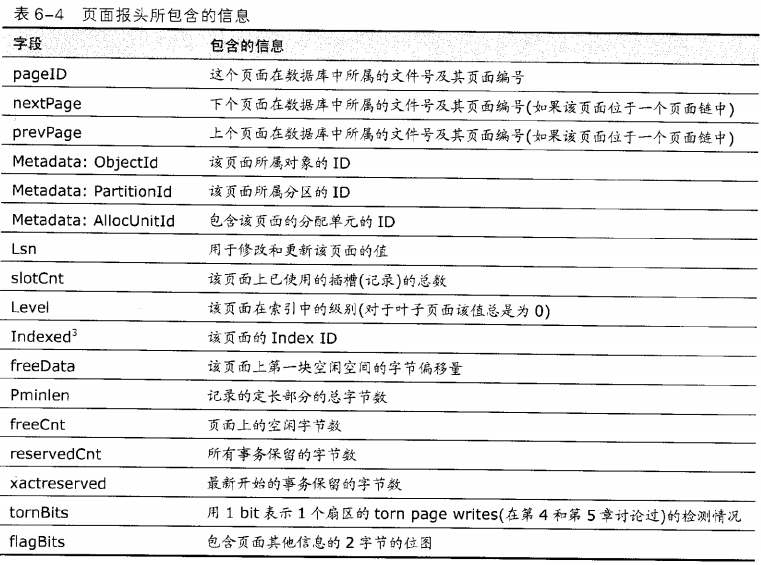 表 6-4 页面报头所包含的信息
字段 包含的信息
pageID 这个页面在数据库中所属的文件号及其页面编号
nextPage 下个页面在数据库中所属的文件号及其页面编号(如果该页面位于一个页面链中)
prevPage 上个页面在数据库中所属的文件号及其页面编号(如果该页面位于一个页面链中)
Metadata: ObjectId 该页面所属对象的 ID
Metadata: PartitionId 该页面所属分区的 ID
Metadata: AllocUnitId 包含该页面的分配单元的 ID
Lsn 用于修改和更新该页面的值
slotCnt 该页面上已使用的插槽(记录)的总数
Level 该页面在索引中的级别(对于叶子页面该值总是为 0)
Indexed³ 该页面的 Index ID
freeData 该页面上第一块空闲空间的字节偏移量
Pminlen 记录的定长部分的总字节数
freeCnt 页面上的空闲字节数
reservedCnt 所有事务保留的字节数
xactreserved 最新开始的事务保留的字节数
tornBits 用 1 bit 表示 1 个扇区的 torn page writes(在第 4 和第 5 章讨论过)的检测情况
flagBits 包含页面其他信息的 2 字节的位图